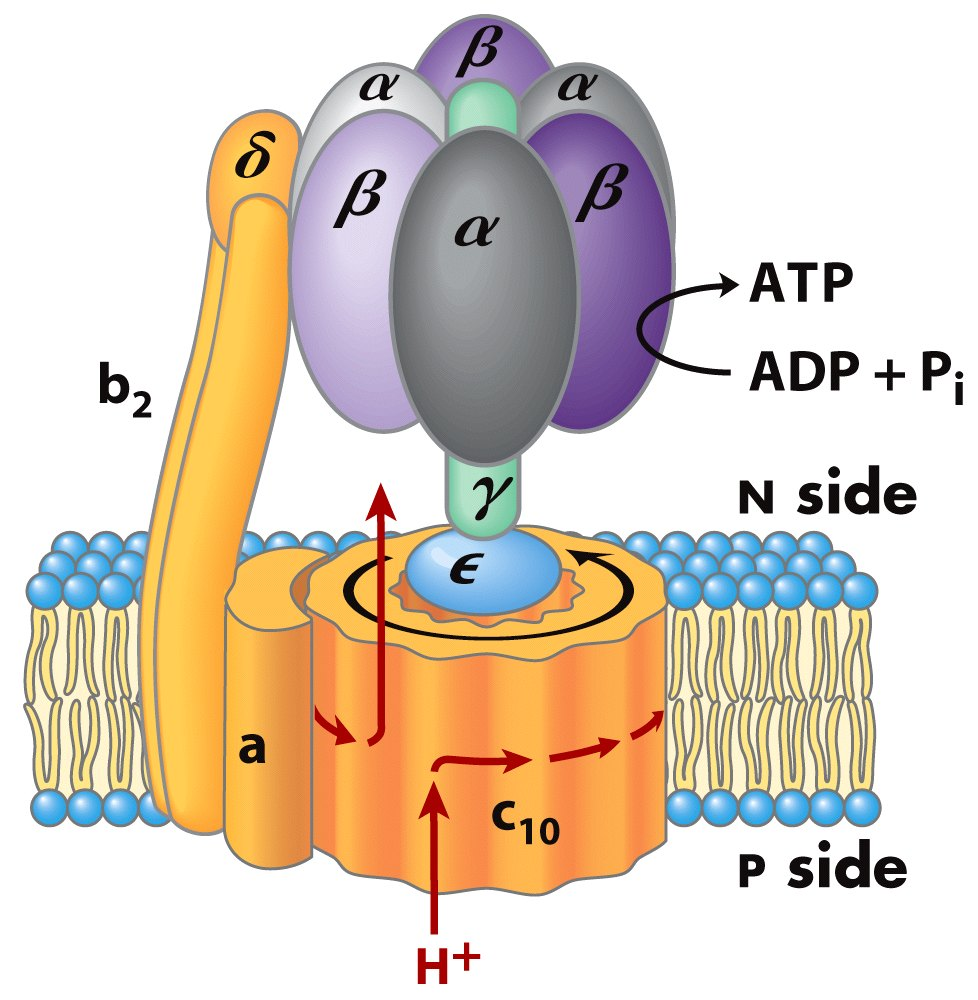 β
α
α
δ
β
β
α
ATP
b₂
ADP + Pᵢ
γ
N side
ϵ
a
c₁₀
P side
H⁺